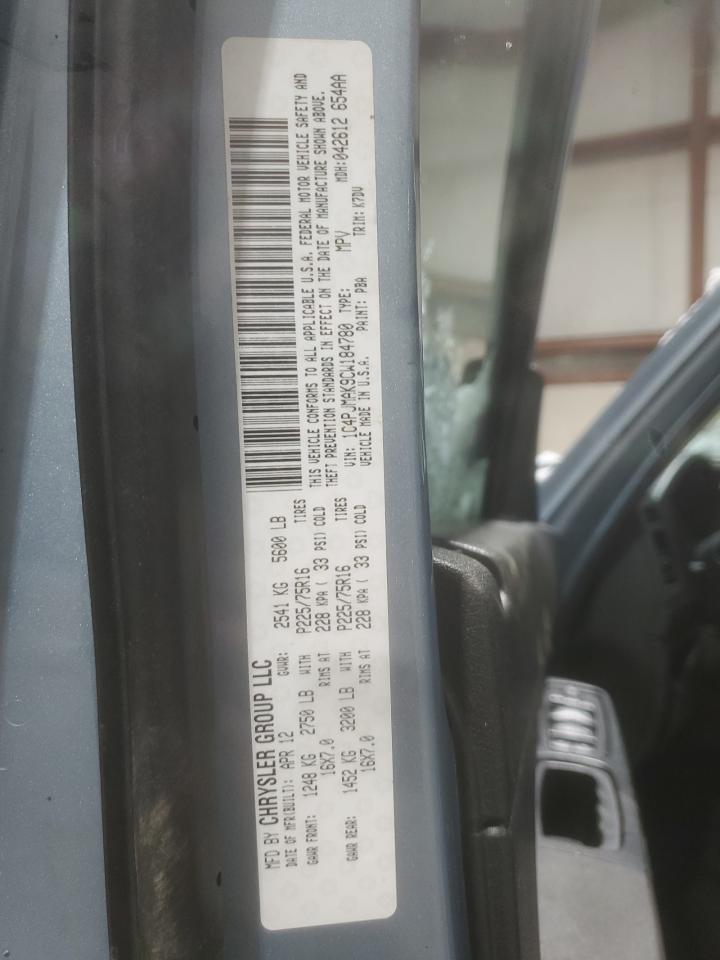 MFD BY CHRYSLER GROUP LLC
DATE OF MFR(BUILT): APR 12 GVWR: 2541 KG 5600 LB
GAWR FRONT: 1248 KG 2750 LB WITH P225/75R16 TIRES
16X7.0 RIMS AT 228 KPA ( 33 PSI) COLD
GAWR REAR: 1452 KG 3200 LB WITH P225/75R16 TIRES
16X7.0 RIMS AT 228 KPA ( 33 PSI) COLD
THIS VEHICLE CONFORMS TO ALL APPLICABLE U.S.A. FEDERAL MOTOR VEHICLE SAFETY AND
THEFT PREVENTION STANDARDS IN EFFECT ON THE DATE OF MANUFACTURE SHOWN ABOVE.
VIN: 1C4PJMAK9CW184780 TYPE: MPV MDH:042612 654AA
VEHICLE MADE IN U.S.A. PAINT: PBA TRIM: K7DV